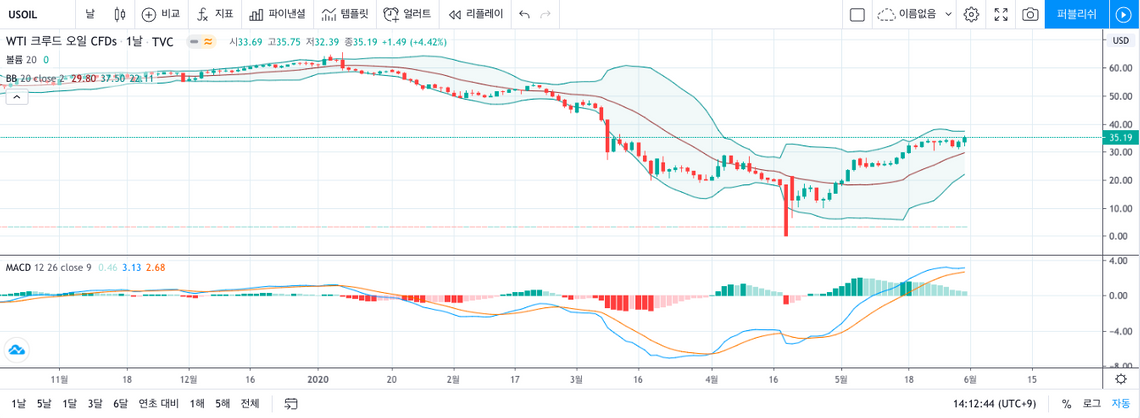 USOIL 날 비교 지표 파이낸셜 템플릿 얼러트 리플레이 이름없음 퍼블리쉬
WTI 크루드 오일 CFDs · 1날 · TVC 시33.69 고35.75 저32.39 종35.19 +1.49 (+4.42%)
USD
볼륨 20 0
BB 20 close 2 29.80 37.50 22.11
60.00
50.00
40.00
35.19
30.00
20.00
10.00
0.00
MACD 12 26 close 9 0.46 3.13 2.68
4.00
0.00
-4.00
-8.00
11월 18 12월 16 2020 20 2월 17 3월 16 4월 16 5월 18 6월 15
1날 5날 1달 3달 6달 연초 대비 1해 5해 전체 14:12:44 (UTC+9) % 로그 자동